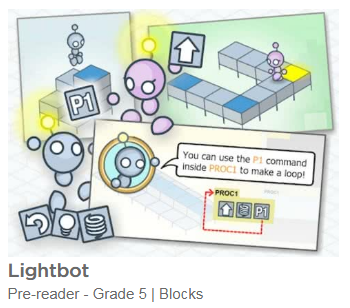 P1
You can use the P1 command
inside PROC1 to make a loop!
PROC1
P1
Lightbot
Pre-reader - Grade 5 | Blocks